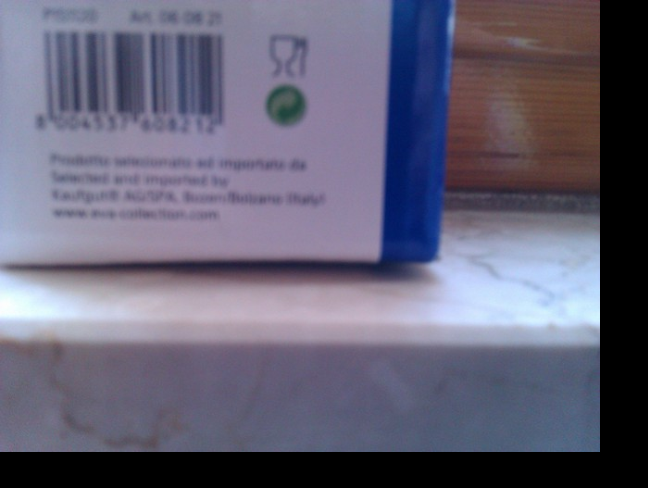 Art. 06 08 21
8 004537 608212
Prodotto selezionato ed importato da
Selected and imported by
Kaufgut® AG/SPA, Bozen/Bolzano (Italy)
www.eva-collection.com